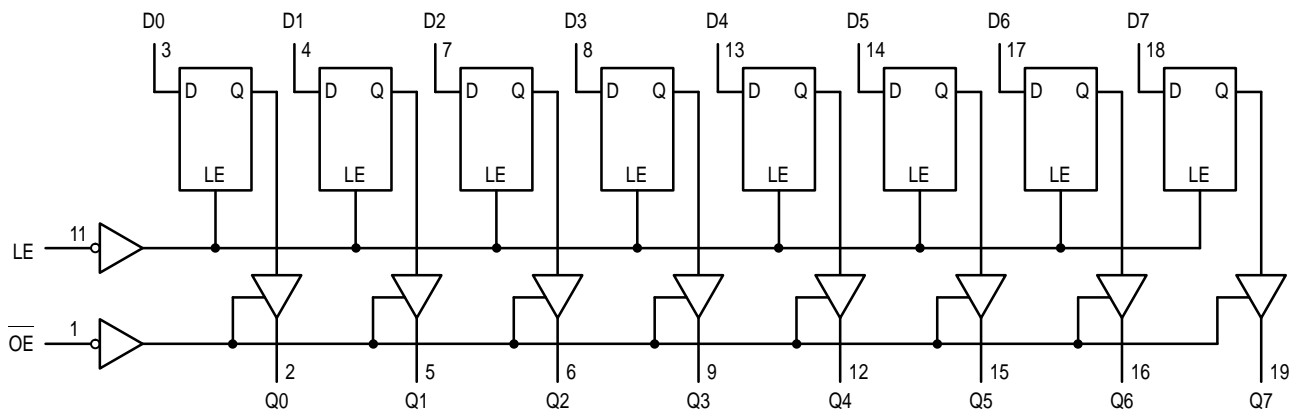 D0 D1 D2 D3 D4 D5 D6 D7
3 4 7 8 13 14 17 18
D Q D Q D Q D Q D Q D Q D Q D Q
LE LE LE LE LE LE LE LE
11
LE
1
O̅E̅
2 5 6 9 12 15 16 19
Q0 Q1 Q2 Q3 Q4 Q5 Q6 Q7